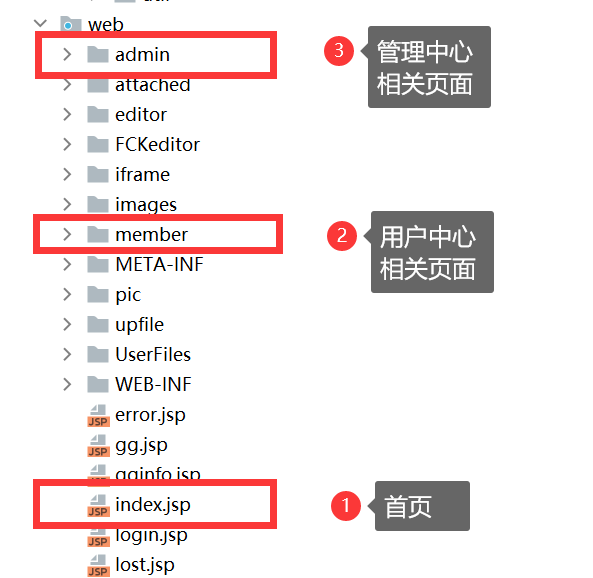 web
admin
attached
editor
FCKeditor
iframe
images
member
META-INF
pic
upfile
UserFiles
WEB-INF
JSP error.jsp
JSP gg.jsp
JSP gginfo.jsp
JSP index.jsp
JSP login.jsp
JSP lost.jsp
3 管理中心
相关页面
2 用户中心
相关页面
1 首页